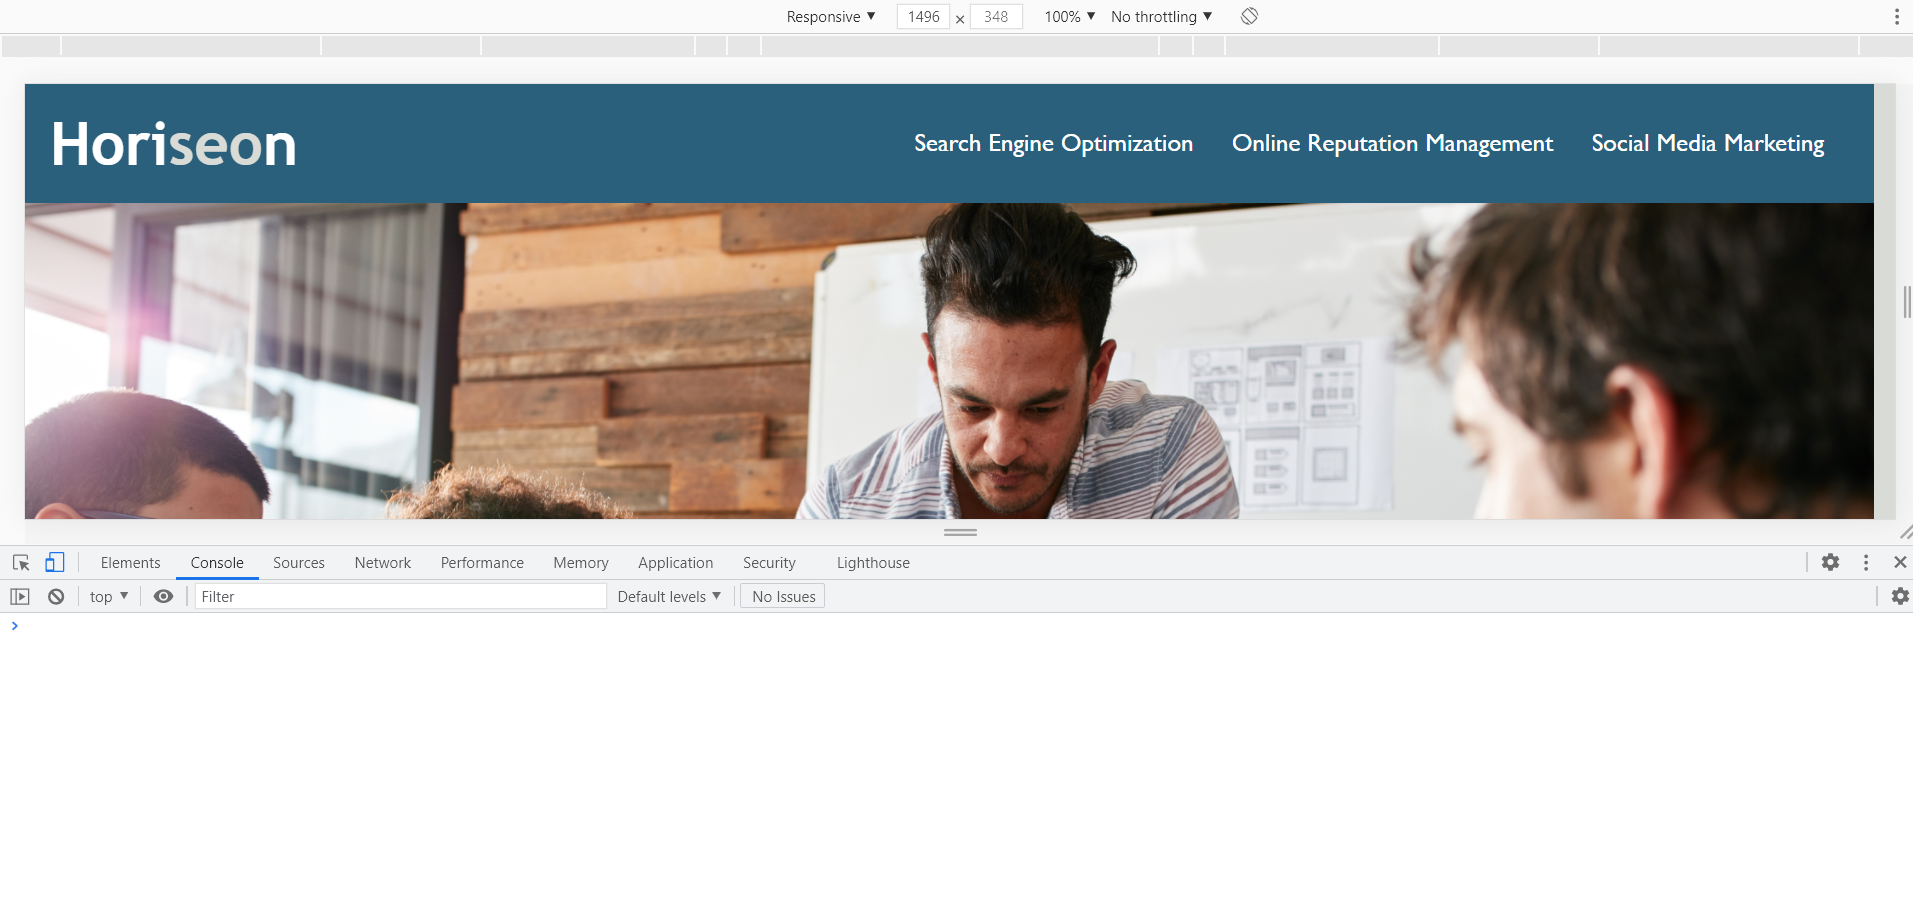 Responsive ▼ 1496 × 348 100% ▼ No throttling ▼
Horiseon Search Engine Optimization Online Reputation Management Social Media Marketing
Elements Console Sources Network Performance Memory Application Security Lighthouse
top ▼ Filter Default levels ▼ No Issues